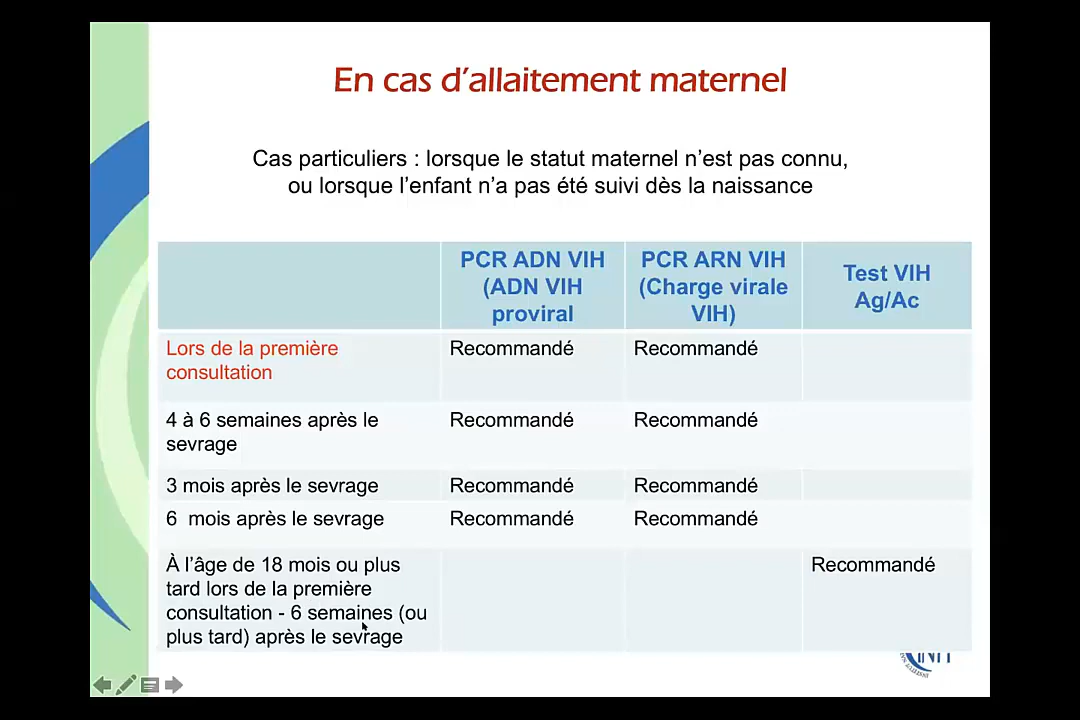 En cas d’allaitement maternel
Cas particuliers : lorsque le statut maternel n’est pas connu,
ou lorsque l’enfant n’a pas été suivi dès la naissance
PCR ADN VIH
(ADN VIH
proviral
PCR ARN VIH
(Charge virale
VIH)
Test VIH
Ag/Ac
Lors de la première
consultation
Recommandé
Recommandé
4 à 6 semaines après le
sevrage
Recommandé
Recommandé
3 mois après le sevrage
Recommandé
Recommandé
6  mois après le sevrage
Recommandé
Recommandé
À l’âge de 18 mois ou plus
tard lors de la première
consultation - 6 semaines (ou
plus tard) après le sevrage
Recommandé